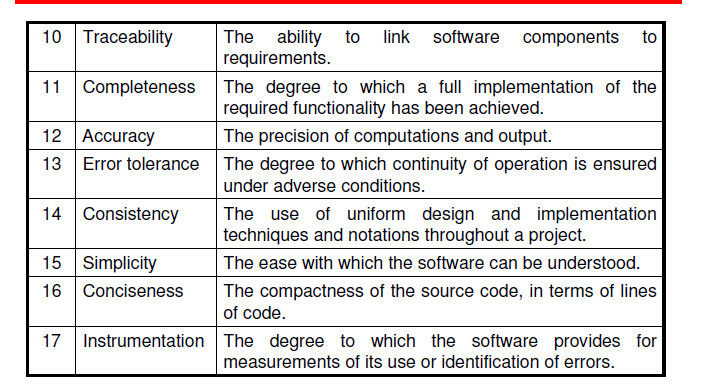 10 Traceability The ability to link software components to
requirements.
11 Completeness The degree to which a full implementation of the
required functionality has been achieved.
12 Accuracy The precision of computations and output.
13 Error tolerance The degree to which continuity of operation is ensured
under adverse conditions.
14 Consistency The use of uniform design and implementation
techniques and notations throughout a project.
15 Simplicity The ease with which the software can be understood.
16 Conciseness The compactness of the source code, in terms of lines
of code.
17 Instrumentation The degree to which the software provides for
measurements of its use or identification of errors.